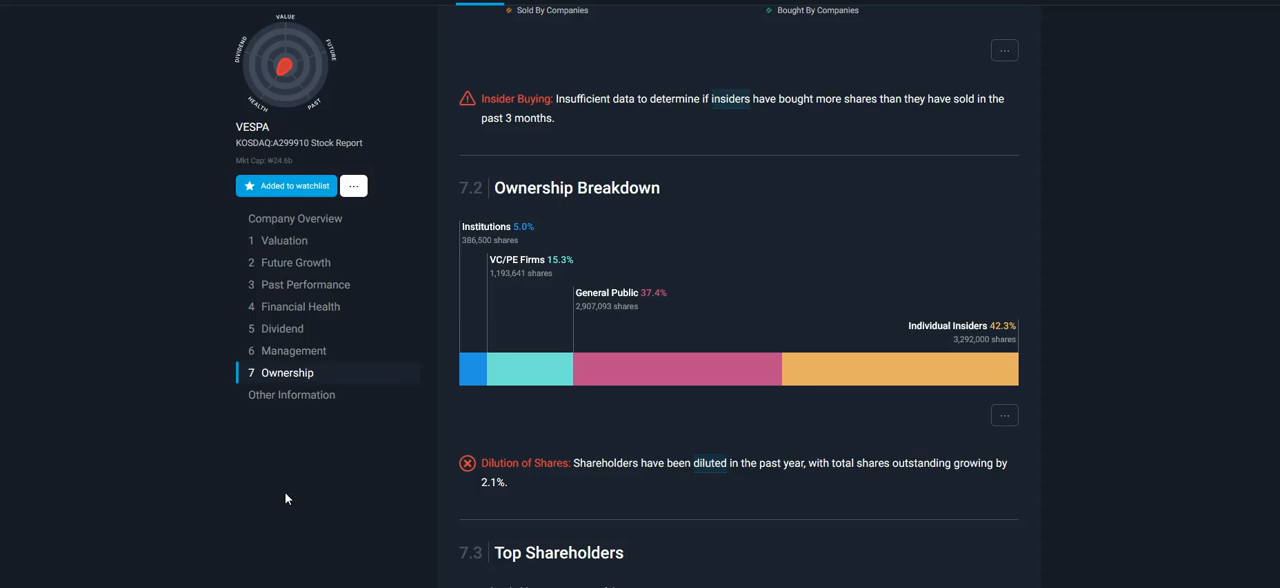 Sold By Companies
Bought By Companies
VALUE
FUTURE
PAST
HEALTH
DIVIDEND
VESPA
KOSDAQ:A299910 Stock Report
Mkt Cap: ₩24.6b
Added to watchlist
...
Company Overview
1 Valuation
2 Future Growth
3 Past Performance
4 Financial Health
5 Dividend
6 Management
7 Ownership
Other Information
...
Insider Buying: Insufficient data to determine if insiders have bought more shares than they have sold in the
past 3 months.
7.2 Ownership Breakdown
Institutions 5.0%
386,500 shares
VC/PE Firms 15.3%
1,193,641 shares
General Public 37.4%
2,907,093 shares
Individual Insiders 42.3%
3,292,000 shares
...
Dilution of Shares: Shareholders have been diluted in the past year, with total shares outstanding growing by
2.1%.
7.3 Top Shareholders